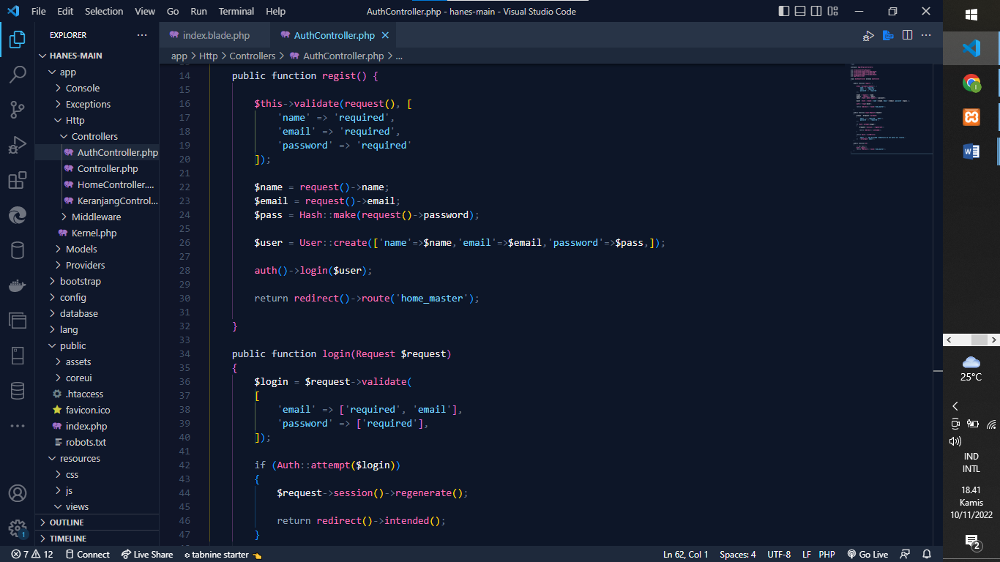 File Edit Selection View Go Run Terminal Help AuthController.php - hanes-main - Visual Studio Code
EXPLORER
HANES-MAIN
app
Console
Exceptions
Http
Controllers
AuthController.php
Controller.php
HomeController....
KeranjangControl...
Middleware
Kernel.php
Models
Providers
bootstrap
config
database
lang
public
assets
coreui
.htaccess
favicon.ico
index.php
robots.txt
resources
css
js
views
OUTLINE
TIMELINE
index.blade.php AuthController.php
app > Http > Controllers > AuthController.php > ...
14 public function regist() {
15
16 $this->validate(request(), [
17 'name' => 'required',
18 'email' => 'required',
19 'password' => 'required'
20 ]);
21
22 $name = request()->name;
23 $email = request()->email;
24 $pass = Hash::make(request()->password);
25
26 $user = User::create(['name'=>$name,'email'=>$email,'password'=>$pass,]);
27
28 auth()->login($user);
29
30 return redirect()->route('home_master');
31
32 }
33
34 public function login(Request $request)
35 {
36 $login = $request->validate(
37 [
38 'email' => ['required', 'email'],
39 'password' => ['required'],
40 ]);
41
42 if (Auth::attempt($login))
43 {
44 $request->session()->regenerate();
45
46 return redirect()->intended();
47 }
1
7 12 Connect Live Share tabnine starter Ln 62, Col 1 Spaces: 4 UTF-8 LF PHP Go Live
25°C
IND
INTL
18.41
Kamis
10/11/2022
2